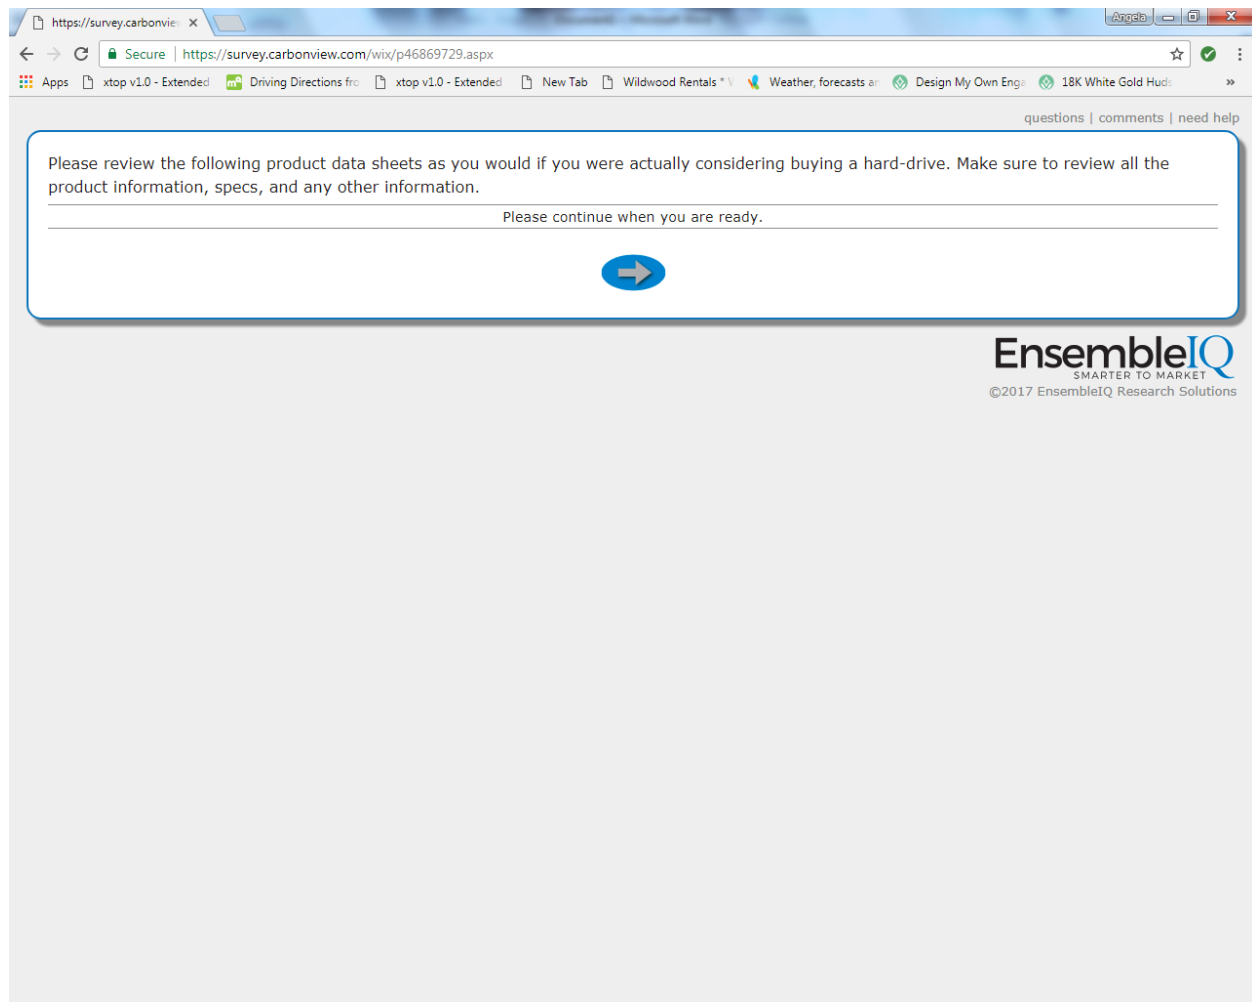 https://survey.carbonvie
Document1 - Microsoft Word
Angela
Secure | https://survey.carbonview.com/wix/p46869729.aspx
Apps xtop v1.0 - Extended Driving Directions fro xtop v1.0 - Extended New Tab Wildwood Rentals * Weather, forecasts an Design My Own Enga 18K White Gold Huds »
questions | comments | need help
Please review the following product data sheets as you would if you were actually considering buying a hard-drive. Make sure to review all the
product information, specs, and any other information.
Please continue when you are ready.
EnsembleIQ
SMARTER TO MARKET
©2017 EnsembleIQ Research Solutions